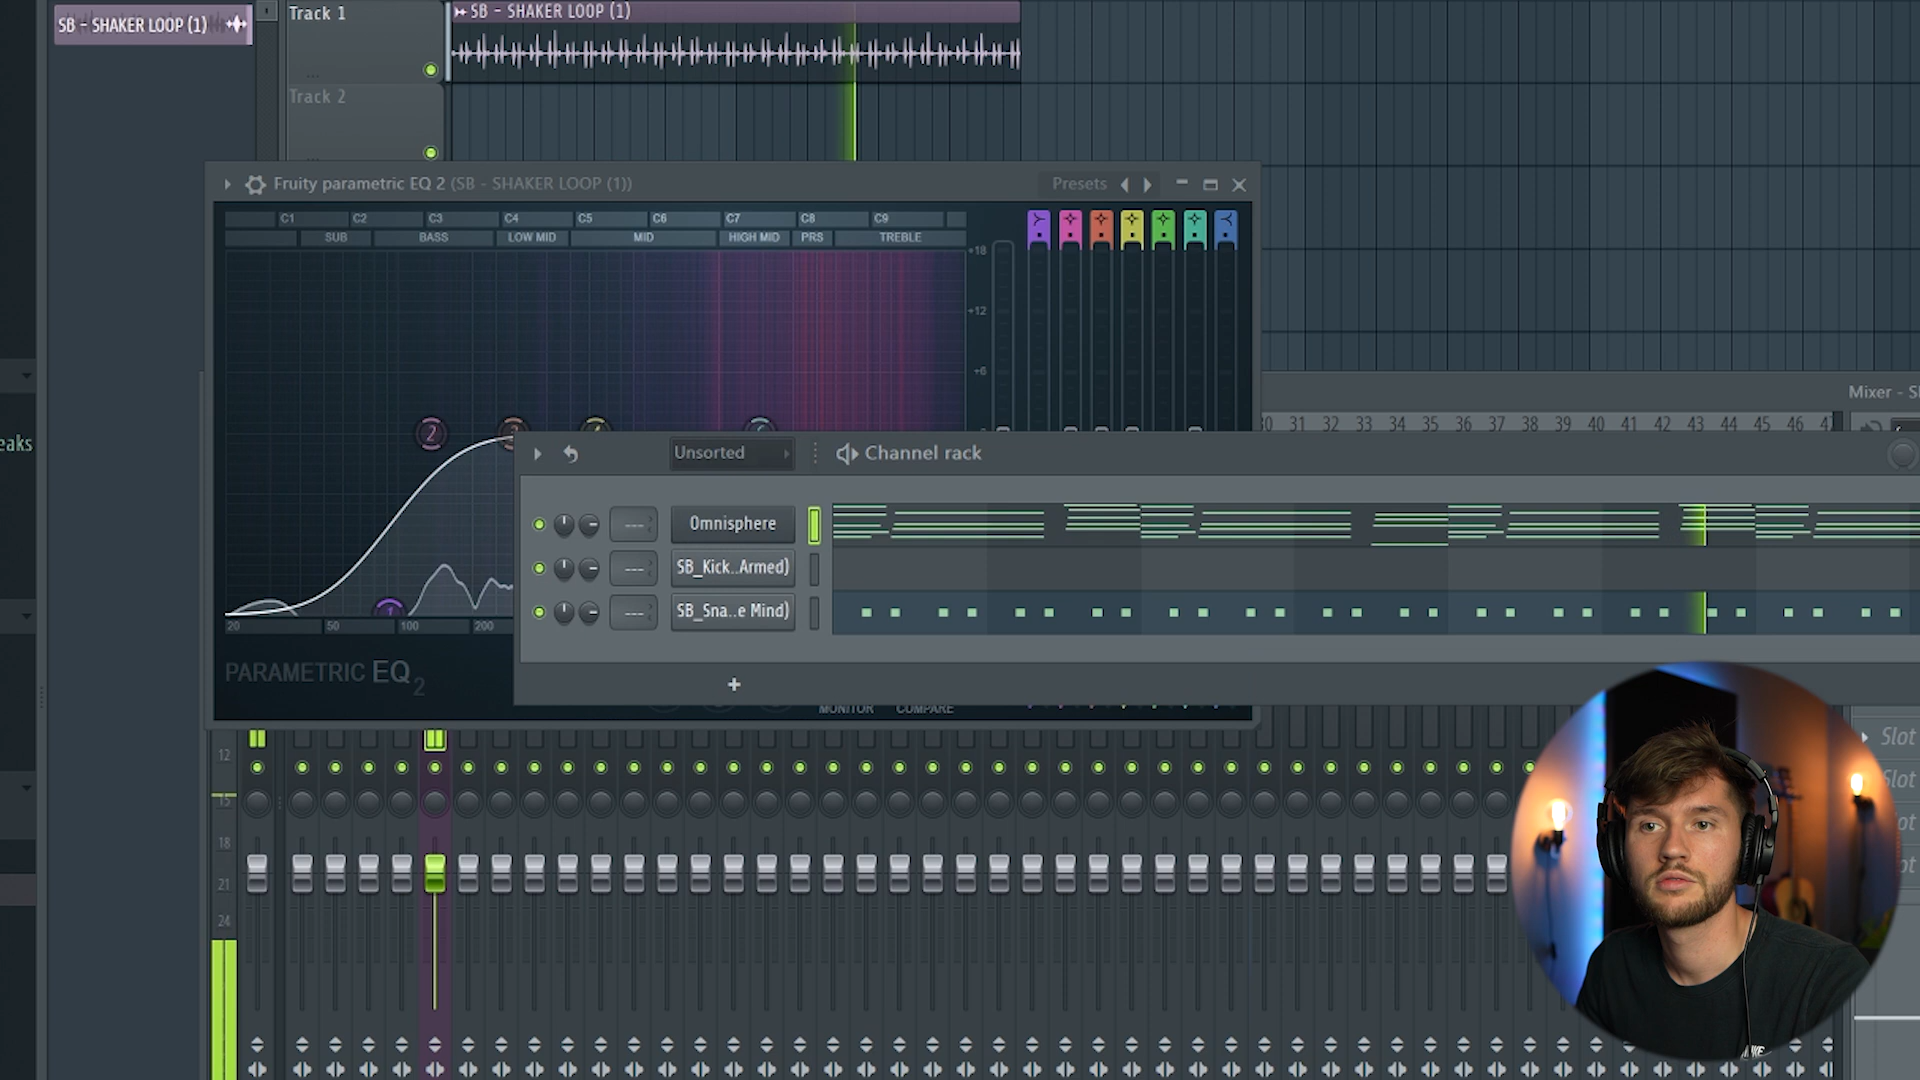 SB - SHAKER LOOP (1)
Track 1
SB - SHAKER LOOP (1)
Track 2
Fruity parametric EQ 2 (SB - SHAKER LOOP (1))
Presets
C1 C2 C3 C4 C5 C6 C7 C8 C9
SUB BASS LOW MID MID HIGH MID PRS TREBLE
+18
+12
+6
Mixer - S
30 31 32 33 34 35 36 37 38 39 40 41 42 43 44 45 46 47
eaks
2
Unsorted
Channel rack
--- Omnisphere
--- SB_Kick..Armed)
--- SB_Sna..e Mind)
1
20 50 100 200
PARAMETRIC EQ 2
+
MONITOR COMPARE
12
15
18
21
24
Slot
Slot